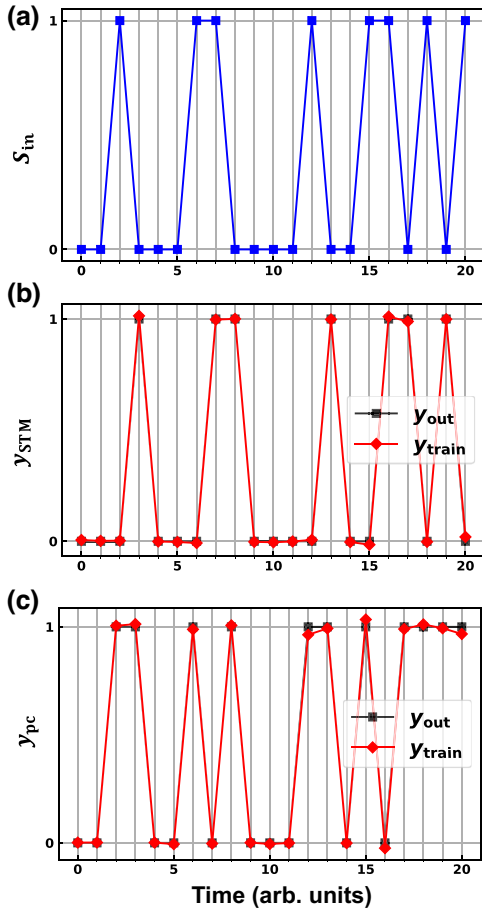 (a)
1
S_in
0
0 5 10 15 20
(b)
1
y_STM
y_out
y_train
0
0 5 10 15 20
(c)
1
y_pc
y_out
y_train
0
0 5 10 15 20
Time (arb. units)